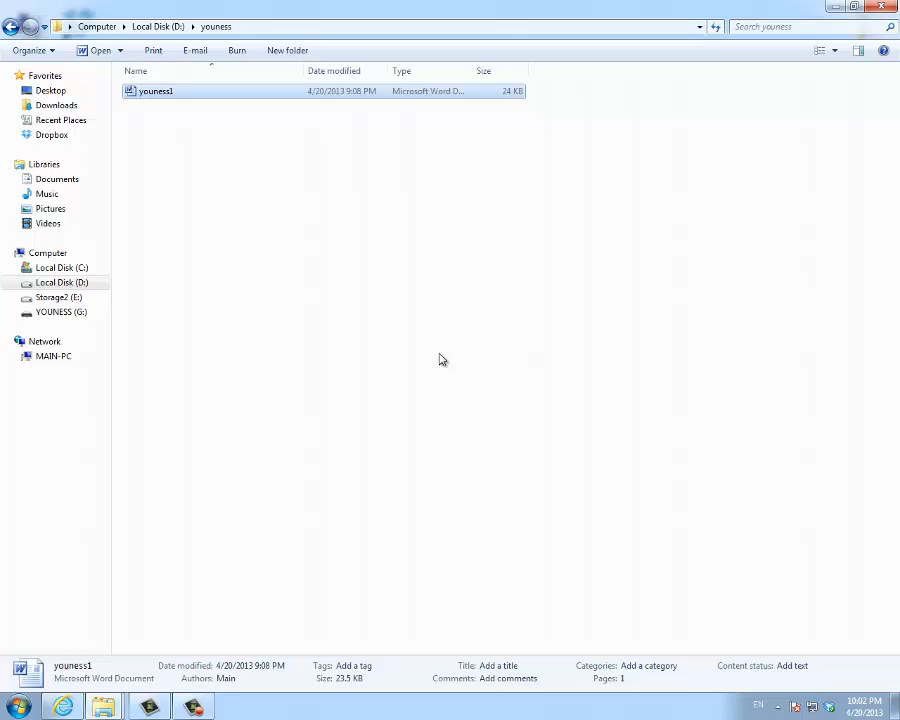 Computer Local Disk (D:) youness Search youness
Organize Open Print E-mail Burn New folder
Name Date modified Type Size
youness1 4/20/2013 9:08 PM Microsoft Word D... 24 KB
Favorites
Desktop
Downloads
Recent Places
Dropbox
Libraries
Documents
Music
Pictures
Videos
Computer
Local Disk (C:)
Local Disk (D:)
Storage2 (E:)
YOUNESS (G:)
Network
MAIN-PC
youness1 Date modified: 4/20/2013 9:08 PM Tags: Add a tag Title: Add a title Categories: Add a category Content status: Add text
Microsoft Word Document Authors: Main Size: 23.5 KB Comments: Add comments Pages: 1
EN 10:02 PM
4/20/2013